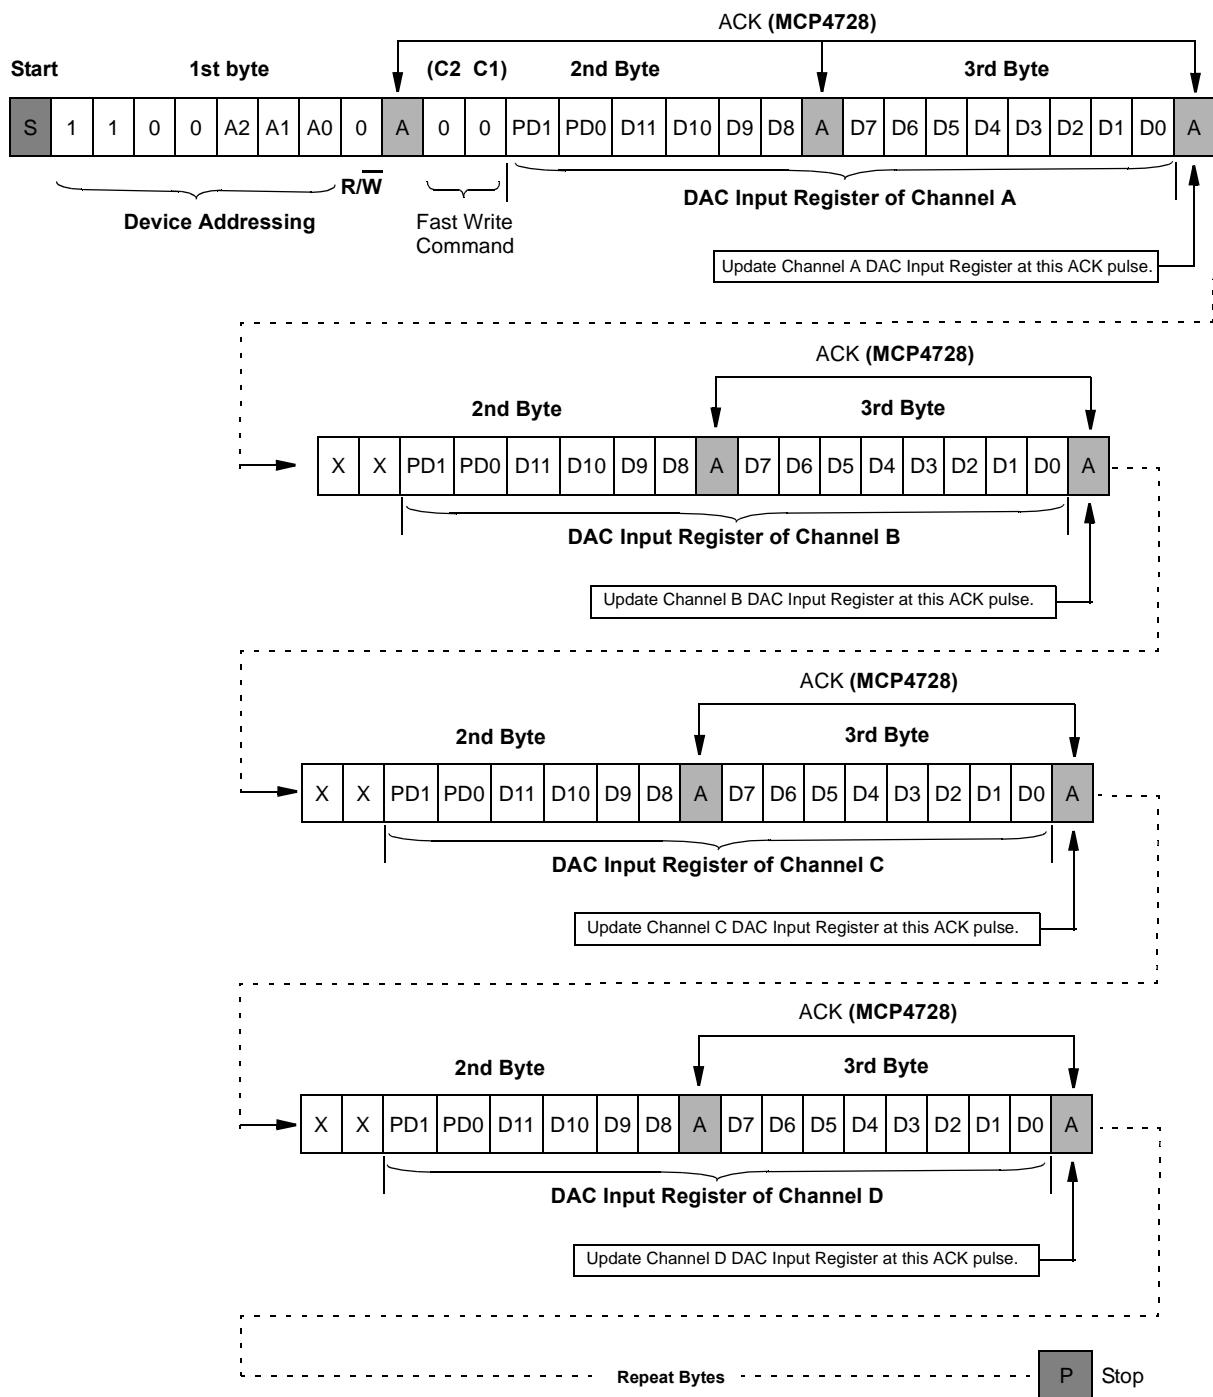 ACK (MCP4728)
Start 1st byte (C2 C1) 2nd Byte 3rd Byte
S 1 1 0 0 A2 A1 A0 0 A 0 0 PD1 PD0 D11 D10 D9 D8 A D7 D6 D5 D4 D3 D2 D1 D0 A
R/W̅
Device Addressing
Fast Write
Command
DAC Input Register of Channel A
Update Channel A DAC Input Register at this ACK pulse.
ACK (MCP4728)
2nd Byte 3rd Byte
X X PD1 PD0 D11 D10 D9 D8 A D7 D6 D5 D4 D3 D2 D1 D0 A
DAC Input Register of Channel B
Update Channel B DAC Input Register at this ACK pulse.
ACK (MCP4728)
2nd Byte 3rd Byte
X X PD1 PD0 D11 D10 D9 D8 A D7 D6 D5 D4 D3 D2 D1 D0 A
DAC Input Register of Channel C
Update Channel C DAC Input Register at this ACK pulse.
ACK (MCP4728)
2nd Byte 3rd Byte
X X PD1 PD0 D11 D10 D9 D8 A D7 D6 D5 D4 D3 D2 D1 D0 A
DAC Input Register of Channel D
Update Channel D DAC Input Register at this ACK pulse.
Repeat Bytes P Stop